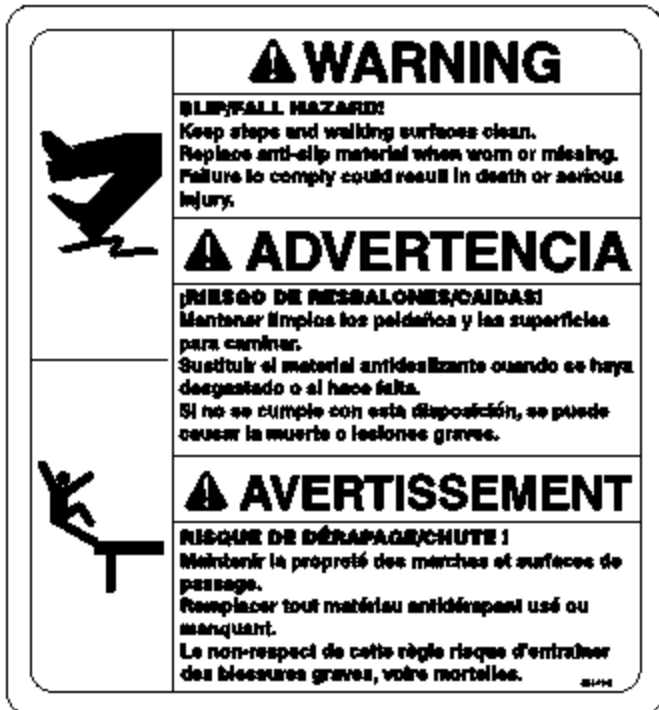 WARNING
SLIP/FALL HAZARD!
Keep steps and walking surfaces clean.
Replace anti-slip material when worn or missing.
Failure to comply could result in death or serious
injury.
ADVERTENCIA
¡RIESGO DE RESBALONES/CAIDAS!
Mantener limpios los peldaños y las superficies
para caminar.
Sustituir el material antideslizante cuando se haya
desgastado o si hace falta.
Si no se cumple con esta disposición, se puede
causar la muerte o lesiones graves.
AVERTISSEMENT
RISQUE DE DÉRAPAGE/CHUTE !
Maintenir la propreté des marches et surfaces de
passage.
Remplacer tout matériau antidérapant usé ou
manquant.
Le non-respect de cette règle risque d'entraîner
des blessures graves, voire mortelles.